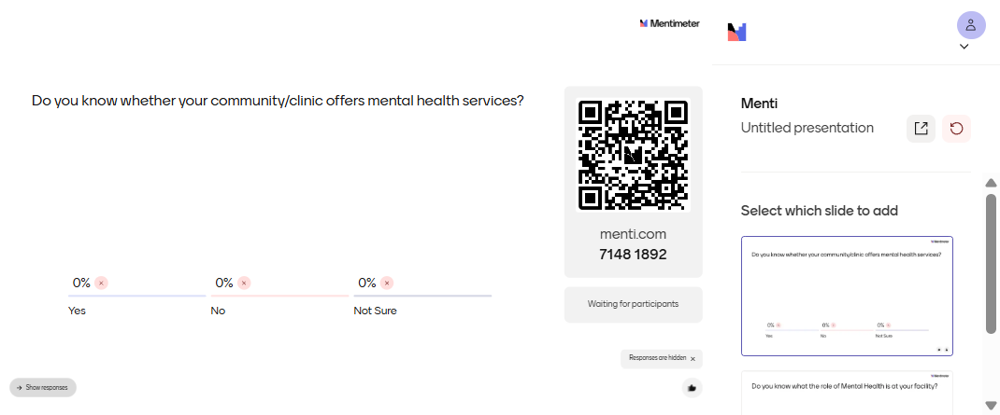 Mentimeter
Do you know whether your community/clinic offers mental health services?
menti.com
7148 1892
Waiting for participants
0%
0%
0%
Yes
No
Not Sure
Responses are hidden
Show responses
Menti
Untitled presentation
Select which slide to add
Mentimeter
Do you know whether your community/clinic offers mental health services?
0%
0%
0%
Yes
No
Not Sure
Mentimeter
Do you know what the role of Mental Health is at your facility?